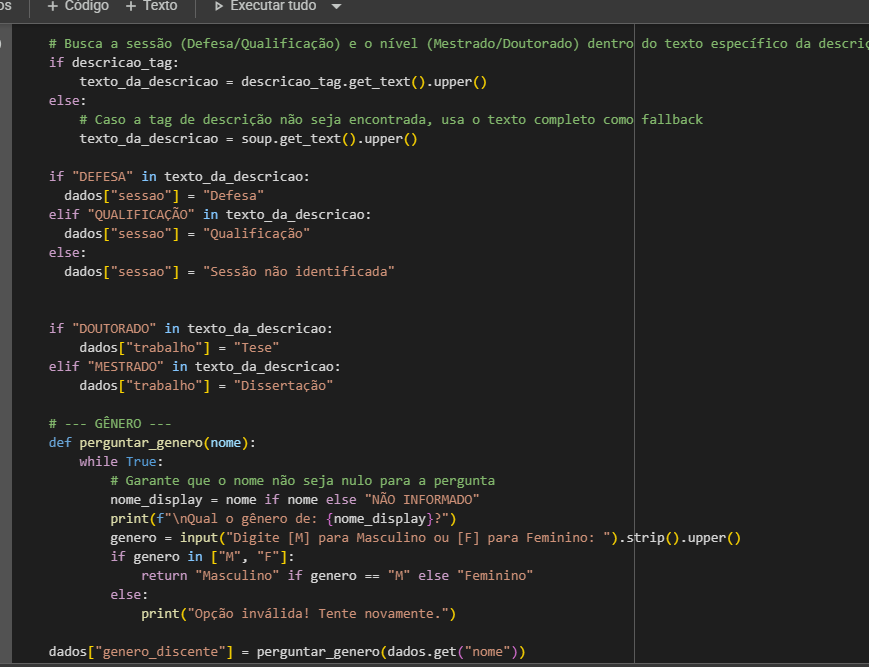 os + Código + Texto Executar tudo
# Busca a sessão (Defesa/Qualificação) e o nível (Mestrado/Doutorado) dentro do texto específico da descriç
if descricao_tag:
    texto_da_descricao = descricao_tag.get_text().upper()
else:
    # Caso a tag de descrição não seja encontrada, usa o texto completo como fallback
    texto_da_descricao = soup.get_text().upper()

if "DEFESA" in texto_da_descricao:
  dados["sessao"] = "Defesa"
elif "QUALIFICAÇÃO" in texto_da_descricao:
  dados["sessao"] = "Qualificação"
else:
  dados["sessao"] = "Sessão não identificada"


if "DOUTORADO" in texto_da_descricao:
    dados["trabalho"] = "Tese"
elif "MESTRADO" in texto_da_descricao:
    dados["trabalho"] = "Dissertação"

# --- GÊNERO ---
def perguntar_genero(nome):
    while True:
        # Garante que o nome não seja nulo para a pergunta
        nome_display = nome if nome else "NÃO INFORMADO"
        print(f"\nQual o gênero de: {nome_display}?")
        genero = input("Digite [M] para Masculino ou [F] para Feminino: ").strip().upper()
        if genero in ["M", "F"]:
            return "Masculino" if genero == "M" else "Feminino"
        else:
            print("Opção inválida! Tente novamente.")

dados["genero_discente"] = perguntar_genero(dados.get("nome"))